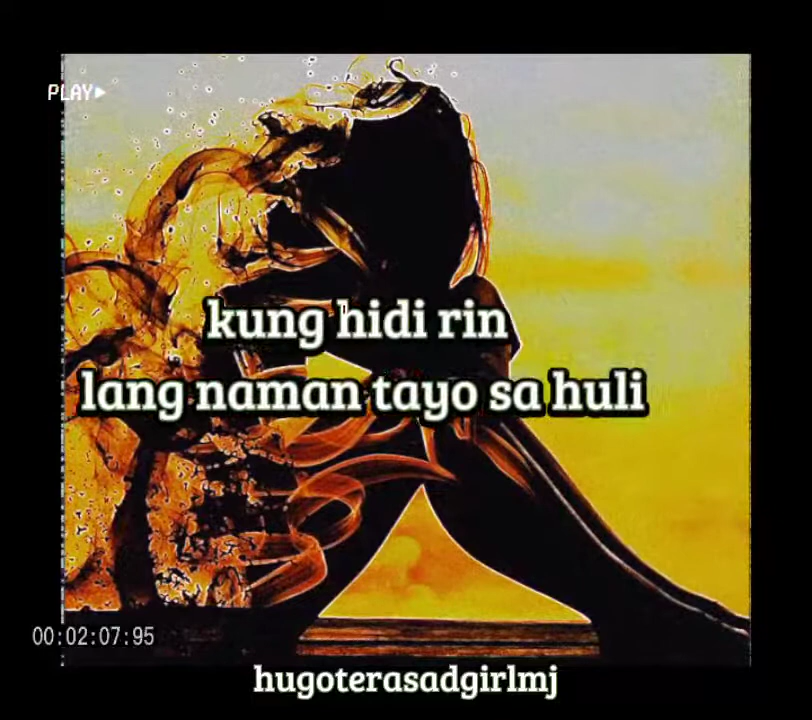 PLAY
kung hidi rin
lang naman tayo sa huli
00:02:07:95
hugoterasadgirlmj